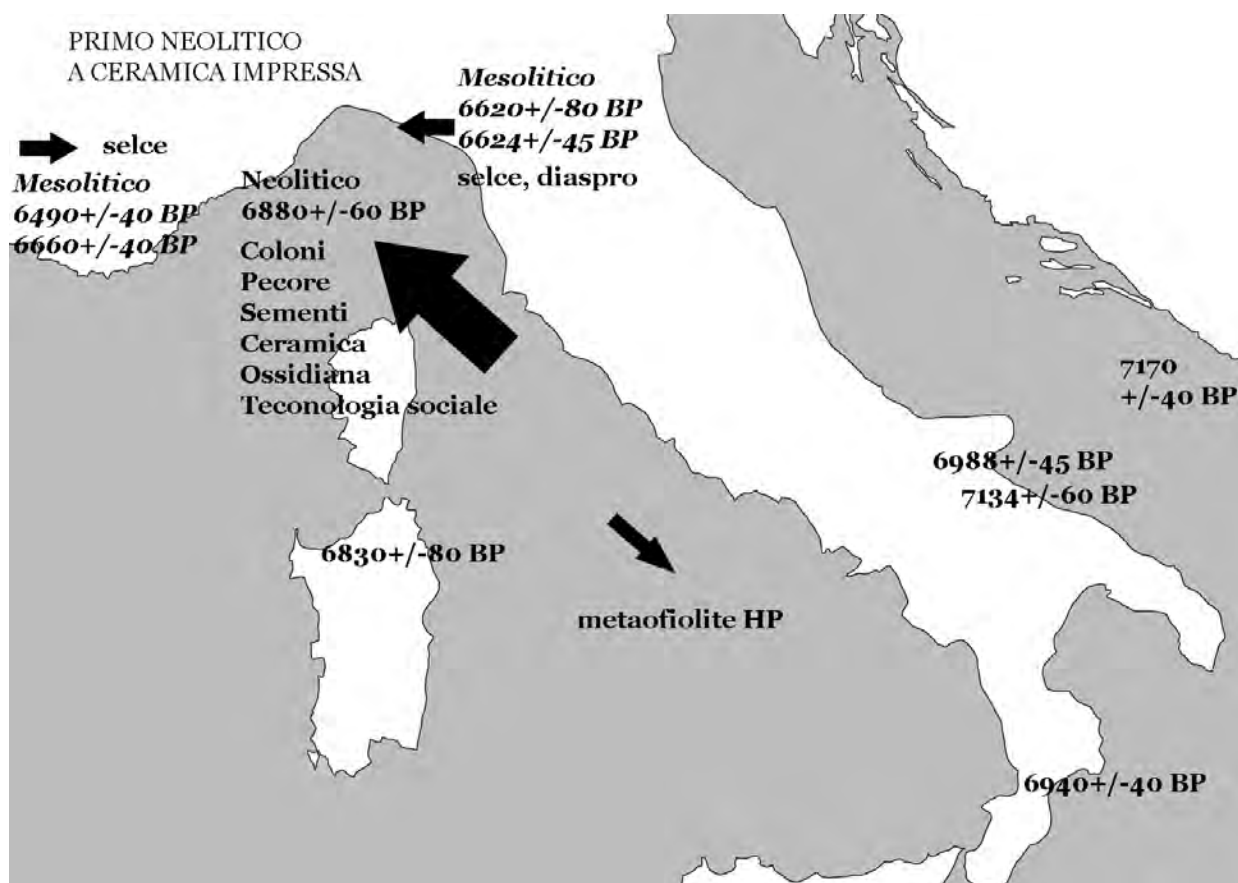 PRIMO NEOLITICO
A CERAMICA IMPRESSA
selce
Mesolitico
6490+/-40 BP
6660+/-40 BP
Neolitico
6880+/-60 BP
Coloni
Pecore
Sementi
Ceramica
Ossidiana
Teconologia sociale
Mesolitico
6620+/-80 BP
6624+/-45 BP
selce, diaspro
7170
+/-40 BP
6988+/-45 BP
7134+/-60 BP
6830+/-80 BP
metaofiolite HP
6940+/-40 BP